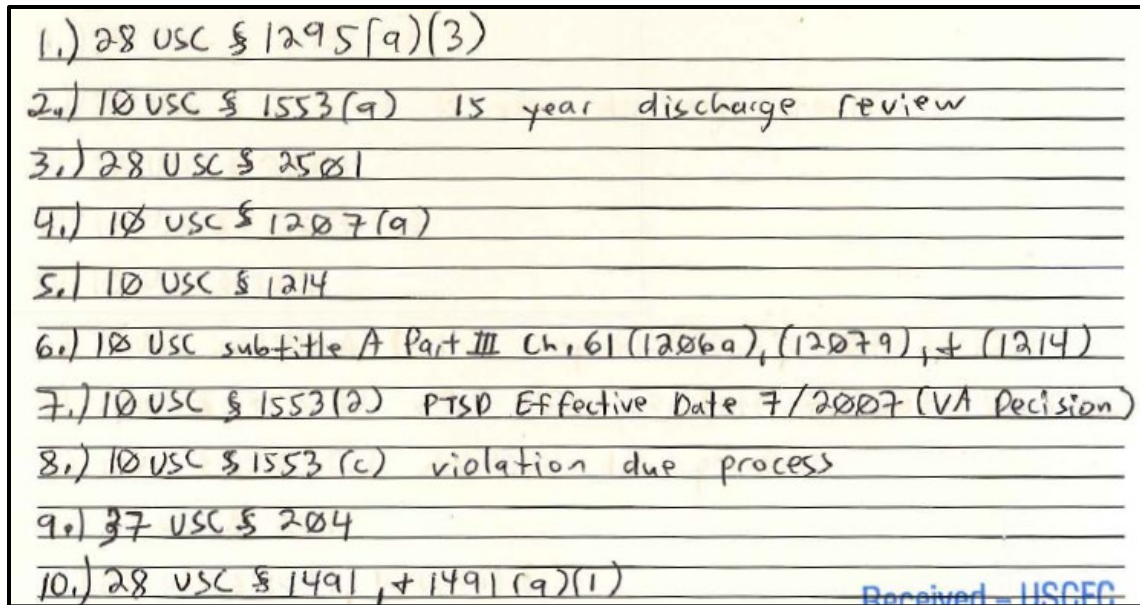 1.) 28 USC § 1295(a)(3)
2.) 10 USC § 1553(a) 15 year discharge review
3.) 28 USC § 2501
4.) 10 USC § 1207(a)
5.) 10 USC § 1214
6.) 10 USC subtitle A Part III Ch. 61 (1206a), (1207a), + (1214)
7.) 10 USC § 1553(2) PTSD Effective Date 7/2007 (VA Decision)
8.) 10 USC § 1553 (c) violation due process
9.) 37 USC § 204
10.) 28 USC § 1491, + 1491 (a)(1)
Received - USCFC